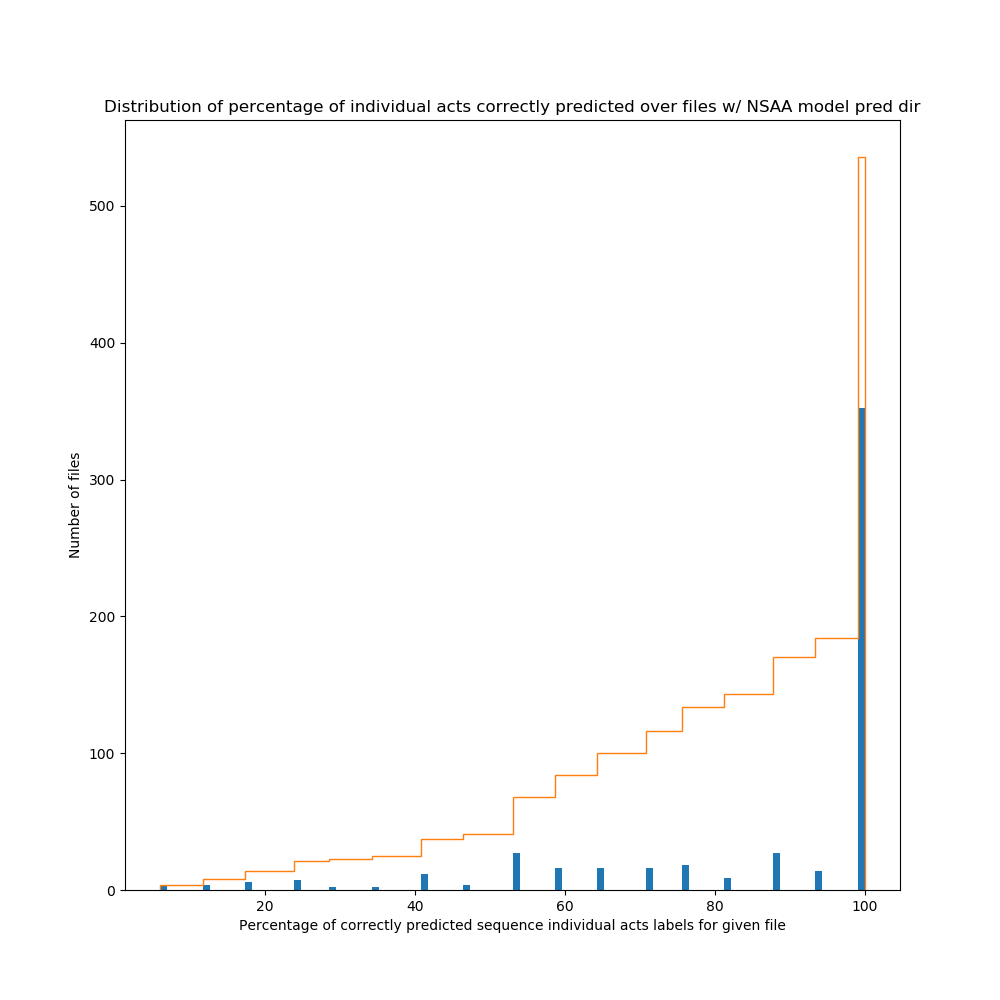 Distribution of percentage of individual acts correctly predicted over files w/ NSAA model pred dir
500
400
300
200
100
0
Number of files
20 40 60 80 100
Percentage of correctly predicted sequence individual acts labels for given file